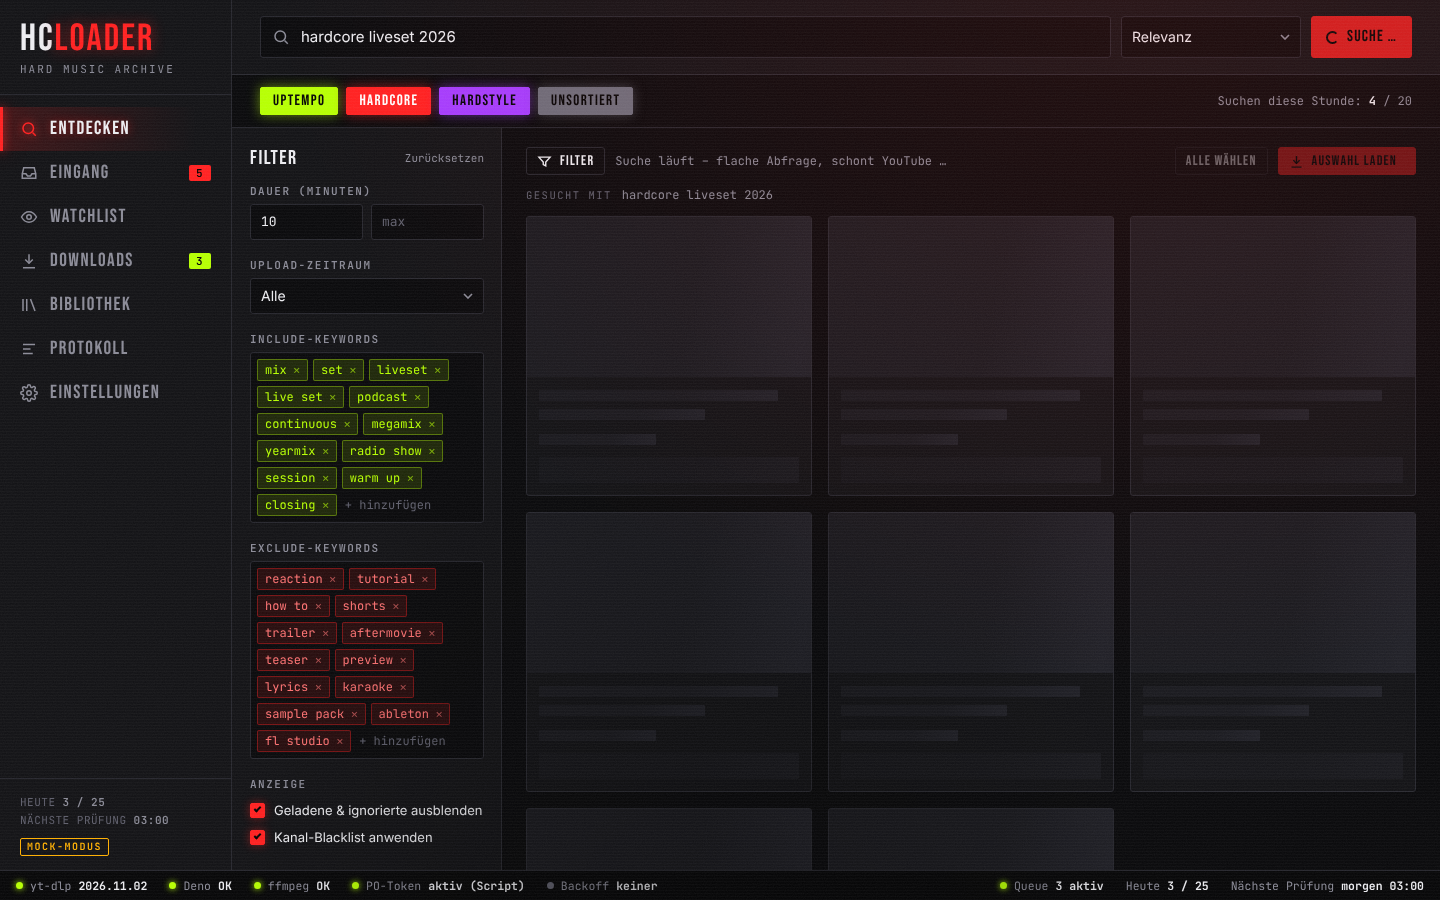 HCLOADER
HARD MUSIC ARCHIVE
ENTDECKEN
EINGANG 5
WATCHLIST
DOWNLOADS 3
BIBLIOTHEK
PROTOKOLL
EINSTELLUNGEN
HEUTE 3 / 25
NÄCHSTE PRÜFUNG 03:00
MOCK-MODUS
hardcore liveset 2026
Relevanz
SUCHE …
UPTEMPO HARDCORE HARDSTYLE UNSORTIERT
Suchen diese Stunde: 4 / 20
FILTER Zurücksetzen
DAUER (MINUTEN)
10 max
UPLOAD-ZEITRAUM
Alle
INCLUDE-KEYWORDS
mix × set × liveset ×
live set × podcast ×
continuous × megamix ×
yearmix × radio show ×
session × warm up ×
closing × + hinzufügen
EXCLUDE-KEYWORDS
reaction × tutorial ×
how to × shorts ×
trailer × aftermovie ×
teaser × preview ×
lyrics × karaoke ×
sample pack × ableton ×
fl studio × + hinzufügen
ANZEIGE
Geladene & ignorierte ausblenden
Kanal-Blacklist anwenden
FILTER Suche läuft – flache Abfrage, schont YouTube …
ALLE WÄHLEN AUSWAHL LADEN
GESUCHT MIT hardcore liveset 2026
yt-dlp 2026.11.02 Deno OK ffmpeg OK PO-Token aktiv (Script) Backoff keiner
Queue 3 aktiv Heute 3 / 25 Nächste Prüfung morgen 03:00